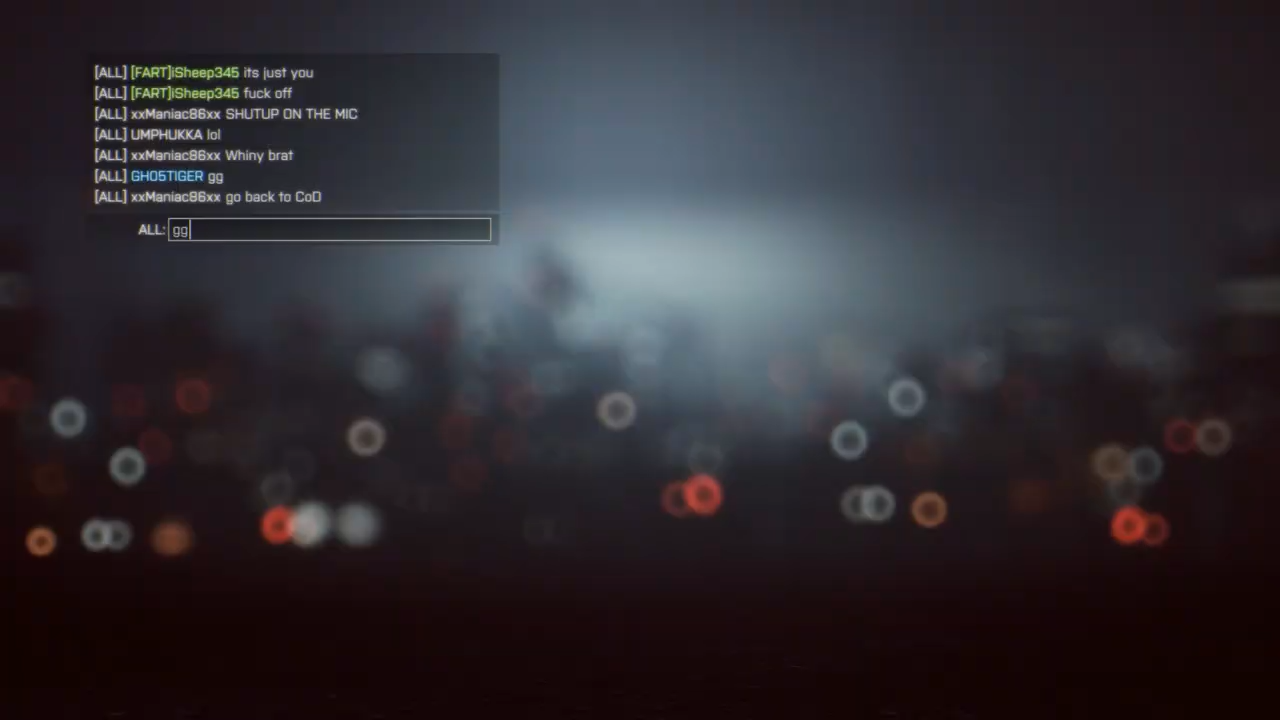 [ALL] [FART]iSheep345 its just you
[ALL] [FART]iSheep345 fuck off
[ALL] xxManiac86xx SHUTUP ON THE MIC
[ALL] UMPHUKKA lol
[ALL] xxManiac86xx Whiny brat
[ALL] GH05TIGER gg
[ALL] xxManiac86xx go back to CoD
ALL: gg